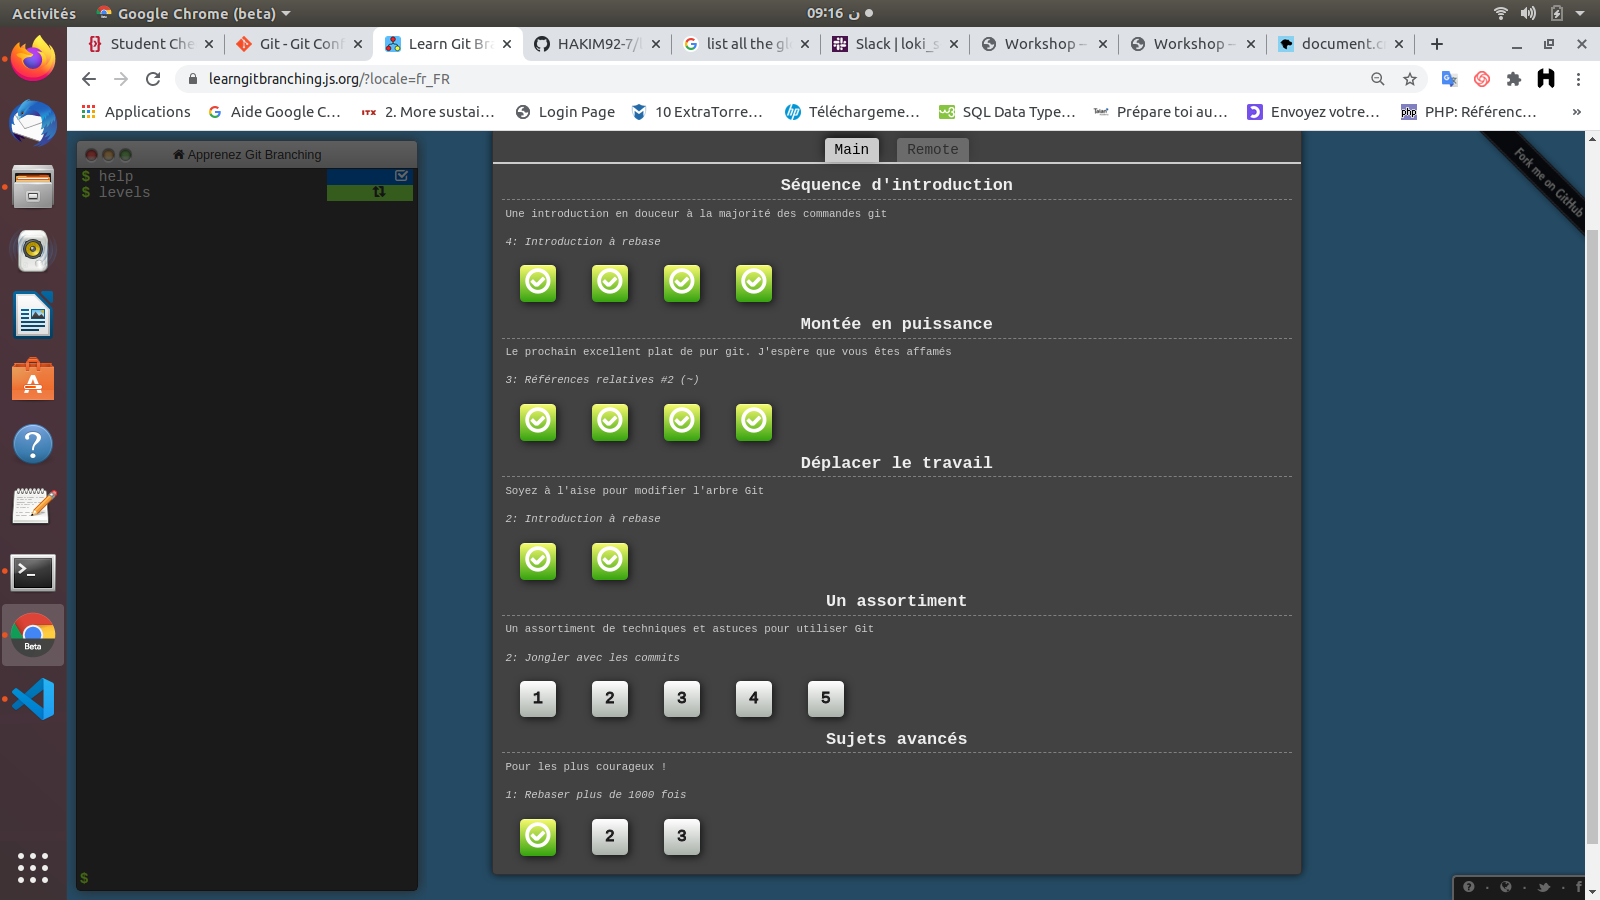 Activités
Google Chrome (beta)
09:16 ن
Student Che
Git - Git Conf
Learn Git Bra
HAKIM92-7/
list all the gl
Slack | loki_s
Workshop –
Workshop –
document.c
learngitbranching.js.org/?locale=fr_FR
Applications
Aide Google C...
2. More sustai...
Login Page
10 ExtraTorre...
Téléchargeme...
SQL Data Type...
Prépare toi au...
Envoyez votre...
PHP: Référenc...
»
Apprenez Git Branching
$ help
$ levels
$
Main
Remote
Fork me on GitHub
Séquence d'introduction
Une introduction en douceur à la majorité des commandes git
4: Introduction à rebase
Montée en puissance
Le prochain excellent plat de pur git. J'espère que vous êtes affamés
3: Références relatives #2 (~)
Déplacer le travail
Soyez à l'aise pour modifier l'arbre Git
2: Introduction à rebase
Un assortiment
Un assortiment de techniques et astuces pour utiliser Git
2: Jongler avec les commits
1 2 3 4 5
Sujets avancés
Pour les plus courageux !
1: Rebaser plus de 1000 fois
2 3
Beta